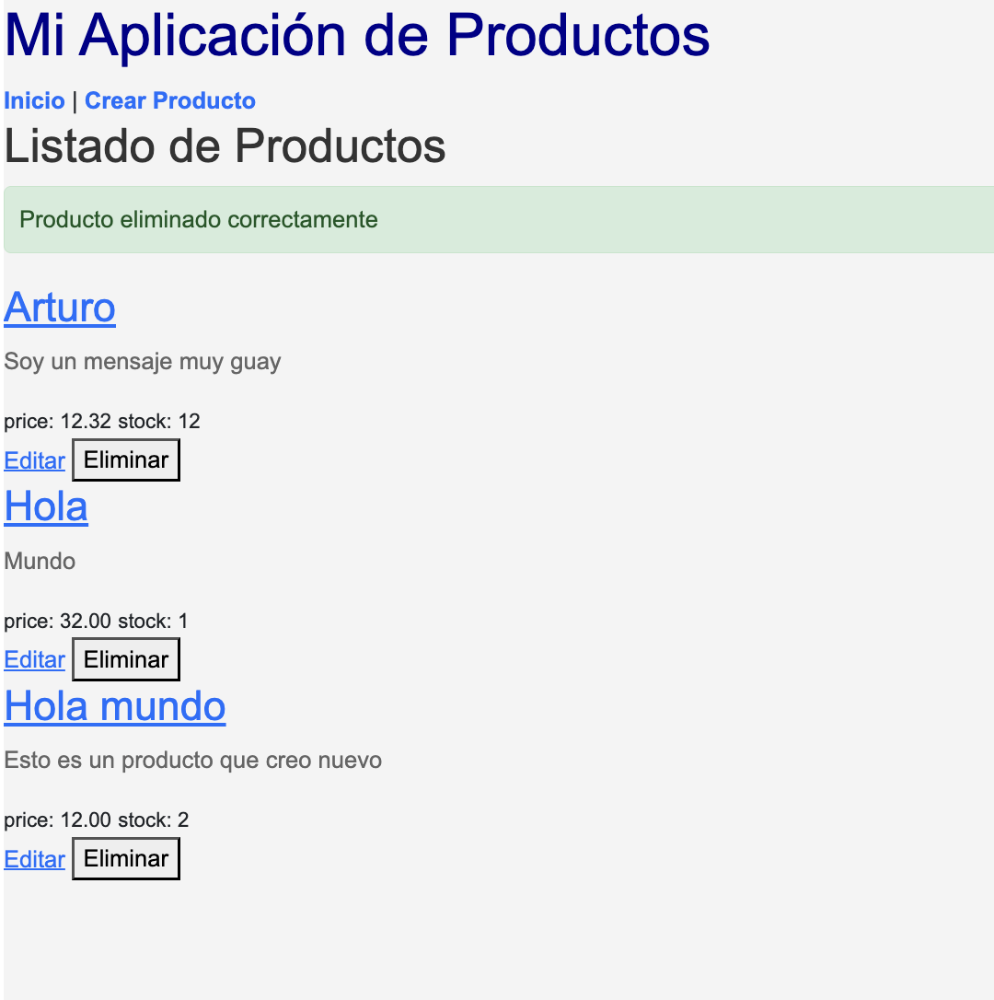 Mi Aplicación de Productos
Inicio | Crear Producto
Listado de Productos
Producto eliminado correctamente
Arturo
Soy un mensaje muy guay
price: 12.32 stock: 12
Editar Eliminar
Hola
Mundo
price: 32.00 stock: 1
Editar Eliminar
Hola mundo
Esto es un producto que creo nuevo
price: 12.00 stock: 2
Editar Eliminar